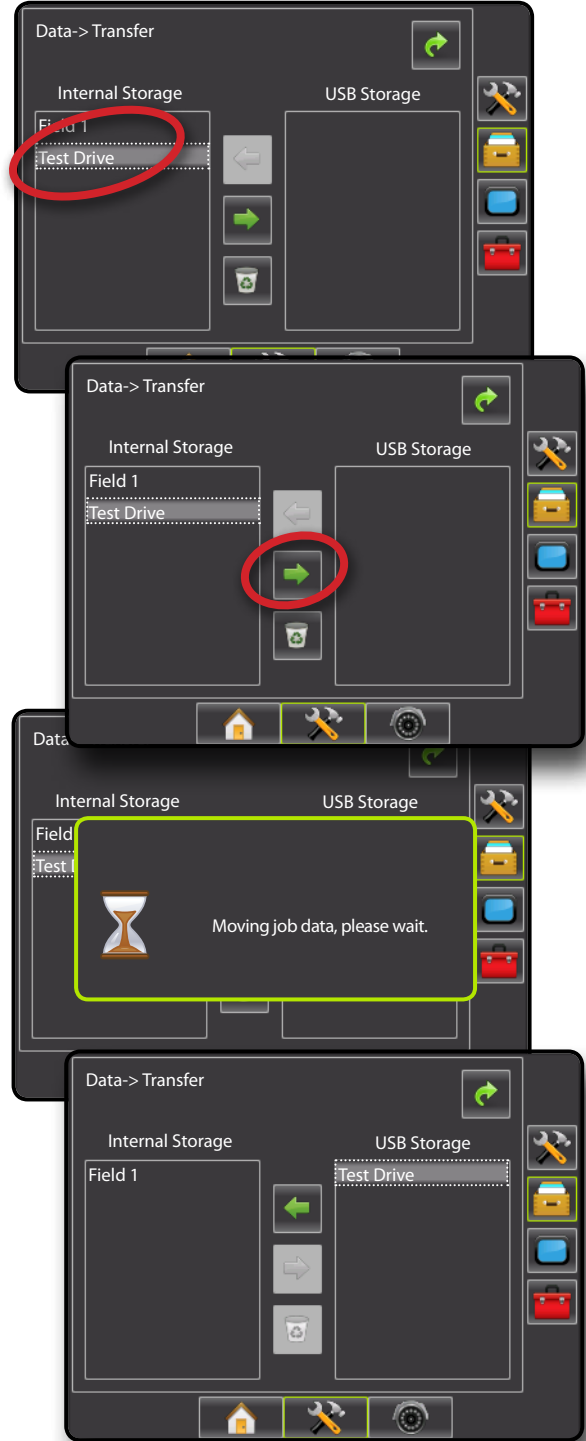 Data-> Transfer
Internal Storage
USB Storage
Field 1
Test Drive
Data-> Transfer
Internal Storage
USB Storage
Field 1
Test Drive
Data
Internal Storage
USB Storage
Field
Test
Moving job data, please wait.
Data-> Transfer
Internal Storage
USB Storage
Field 1
Test Drive